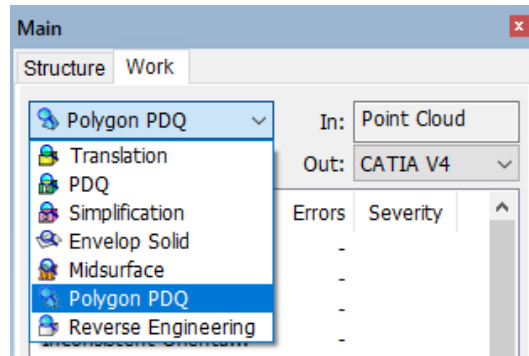 Main
Structure Work
Polygon PDQ In: Point Cloud
Translation Out: CATIA V4
PDQ
Simplification Errors Severity
Envelop Solid -
Midsurface -
Polygon PDQ -
Reverse Engineering -